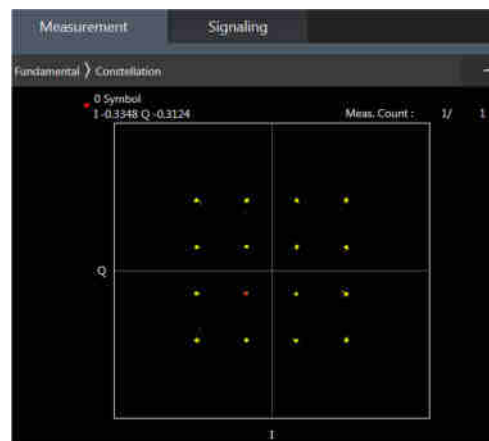 Measurement Signaling
Fundamental 〉 Constellation
0 Symbol
I -0.3348 Q -0.3124 Meas. Count : 1/ 1
Q
I